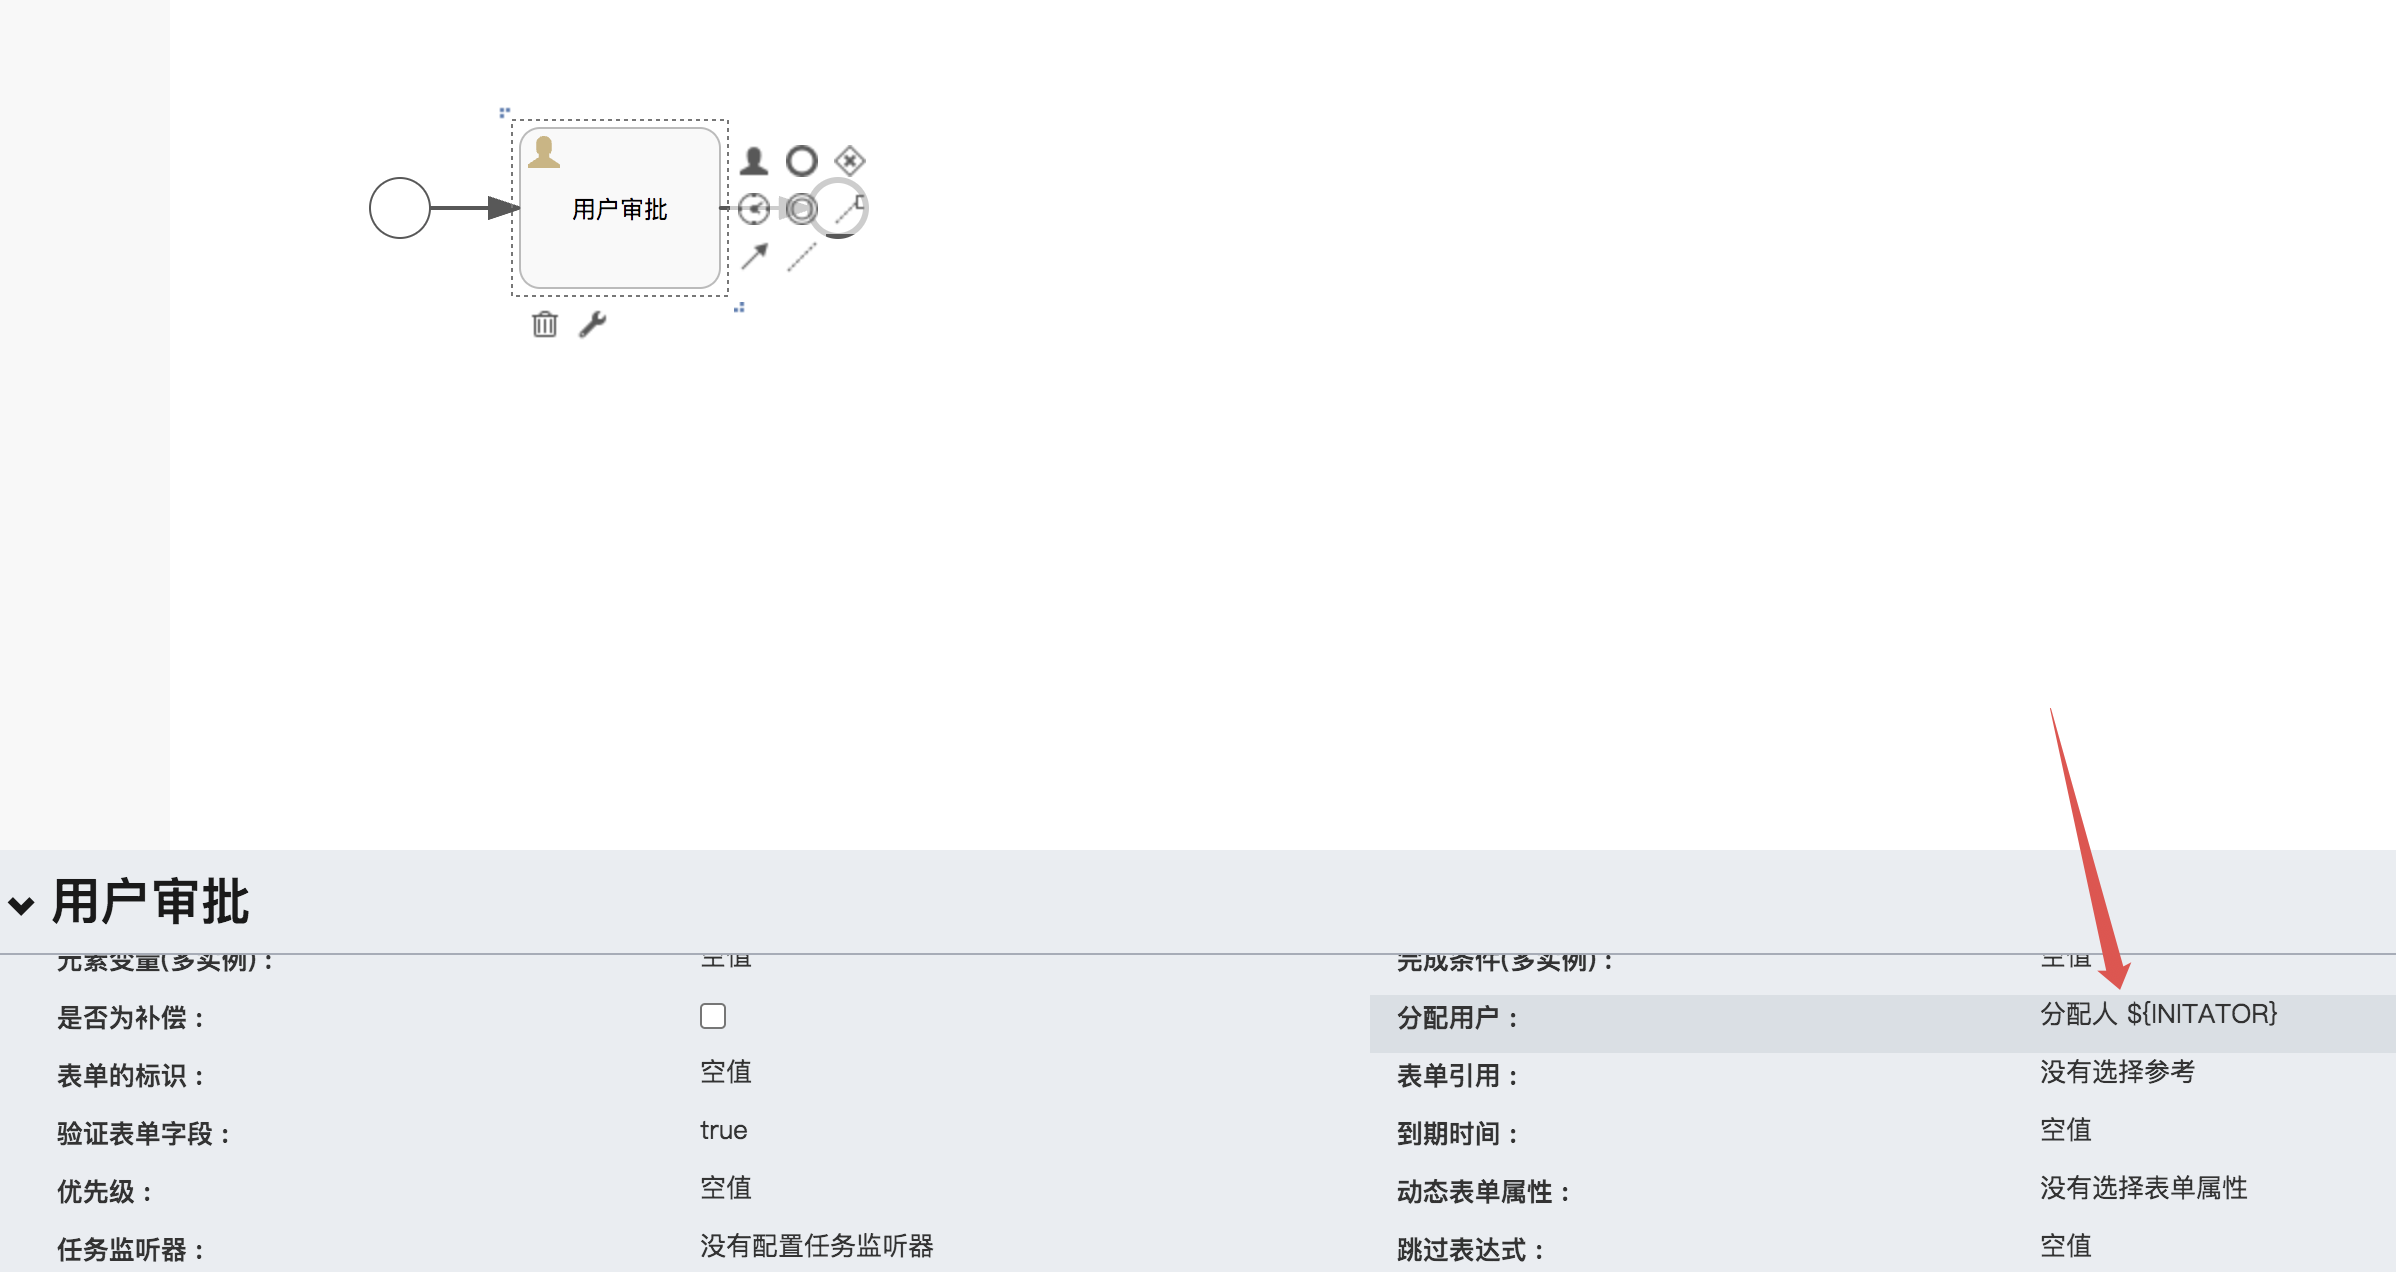 用户审批
用户审批
元素变量(多实例)：
空值
完成条件(多实例)：
空值
是否为补偿：
分配用户：
分配人 ${INITATOR}
表单的标识：
空值
表单引用：
没有选择参考
验证表单字段：
true
到期时间：
空值
优先级：
空值
动态表单属性：
没有选择表单属性
任务监听器：
没有配置任务监听器
跳过表达式：
空值